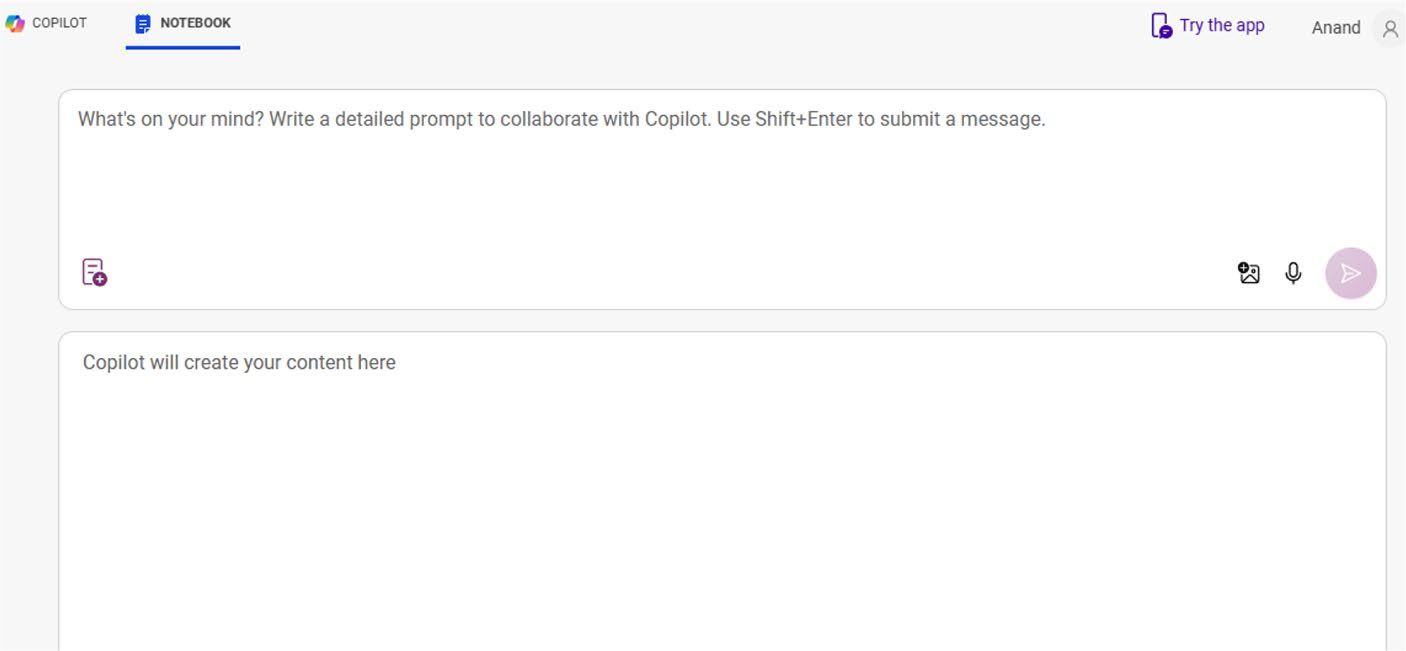 COPILOT
NOTEBOOK
Try the app
Anand
What's on your mind? Write a detailed prompt to collaborate with Copilot. Use Shift+Enter to submit a message.
Copilot will create your content here